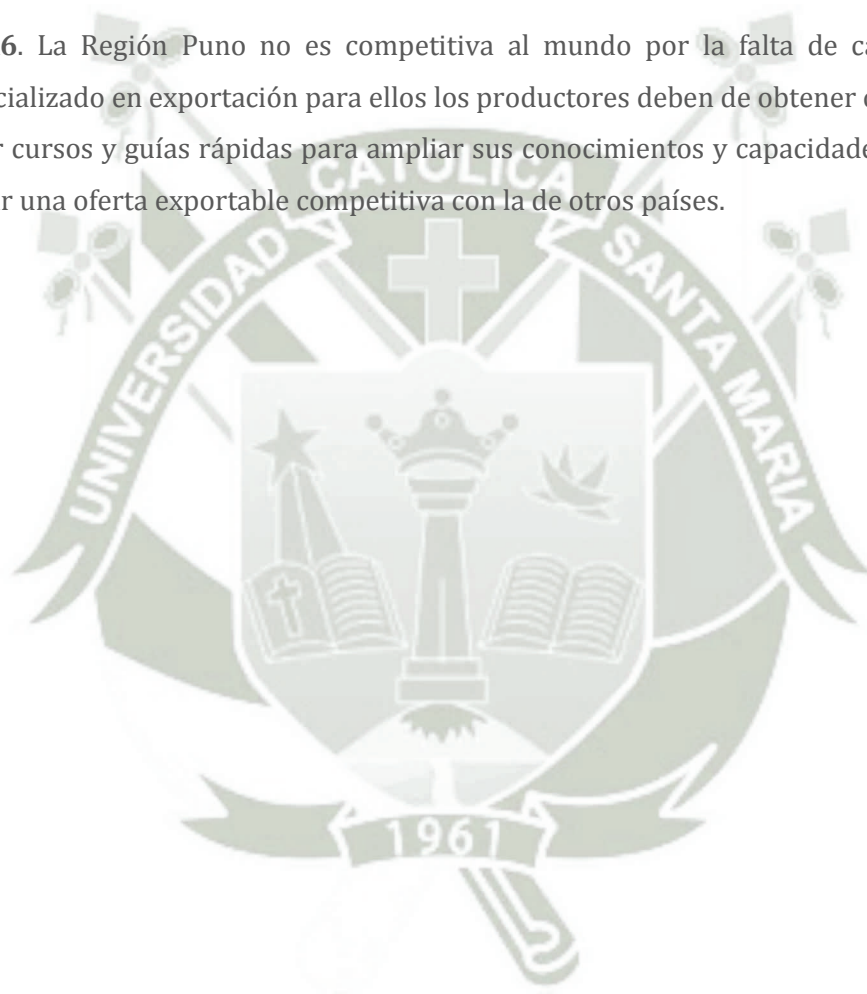 6. La Región Puno no es competitiva al mundo por la falta de
cializado en exportación para ellos los productores deben de obtener
r cursos y guías rápidas para ampliar sus conocimientos y
r una oferta exportable competitiva con la de otros países.
UNIVERSIDAD CATOLICA SANTA MARIA
1961